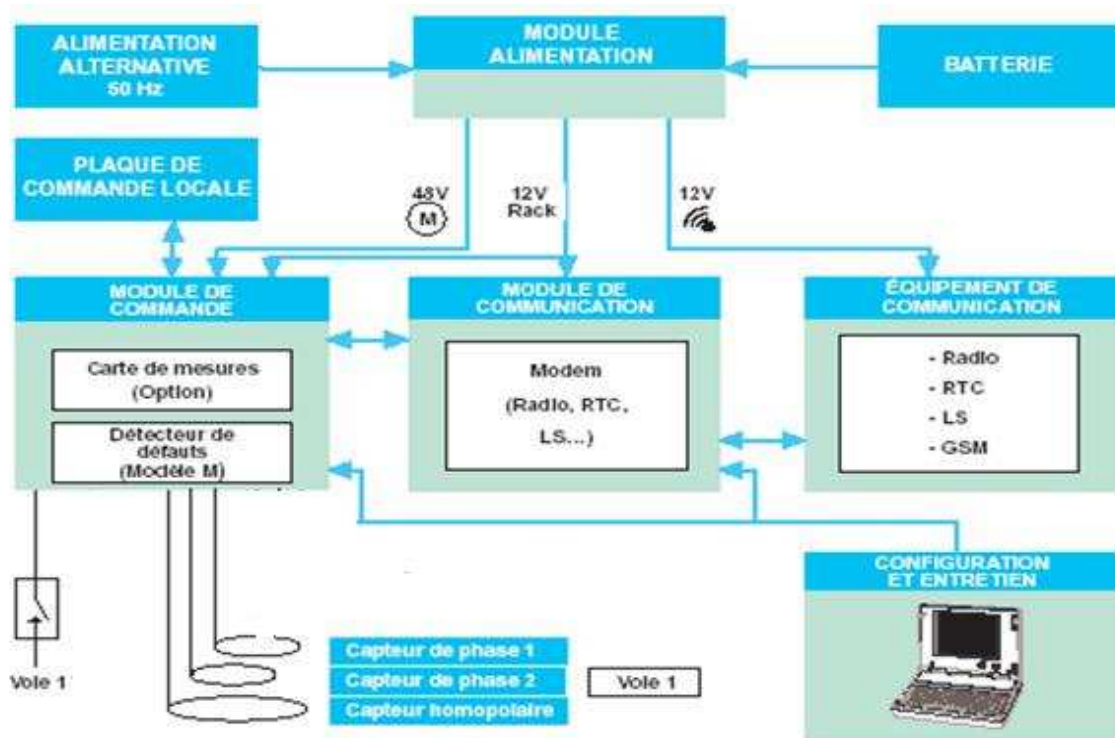 ALIMENTATION
ALTERNATIVE
50 Hz
MODULE
ALIMENTATION
BATTERIE
PLAQUE DE
COMMANDE LOCALE
48V
M
12V
Rack
12V
MODULE DE
COMMANDE
MODULE DE
COMMUNICATION
ÉQUIPEMENT DE
COMMUNICATION
Carte de mesures
(Option)
Détecteur de
défauts
(Modèle M)
Modem
(Radio, RTC,
LS...)
- Radio
- RTC
- LS
- GSM
CONFIGURATION
ET ENTRETIEN
Voie 1
Capteur de phase 1
Capteur de phase 2
Capteur homopolaire
Voie 1